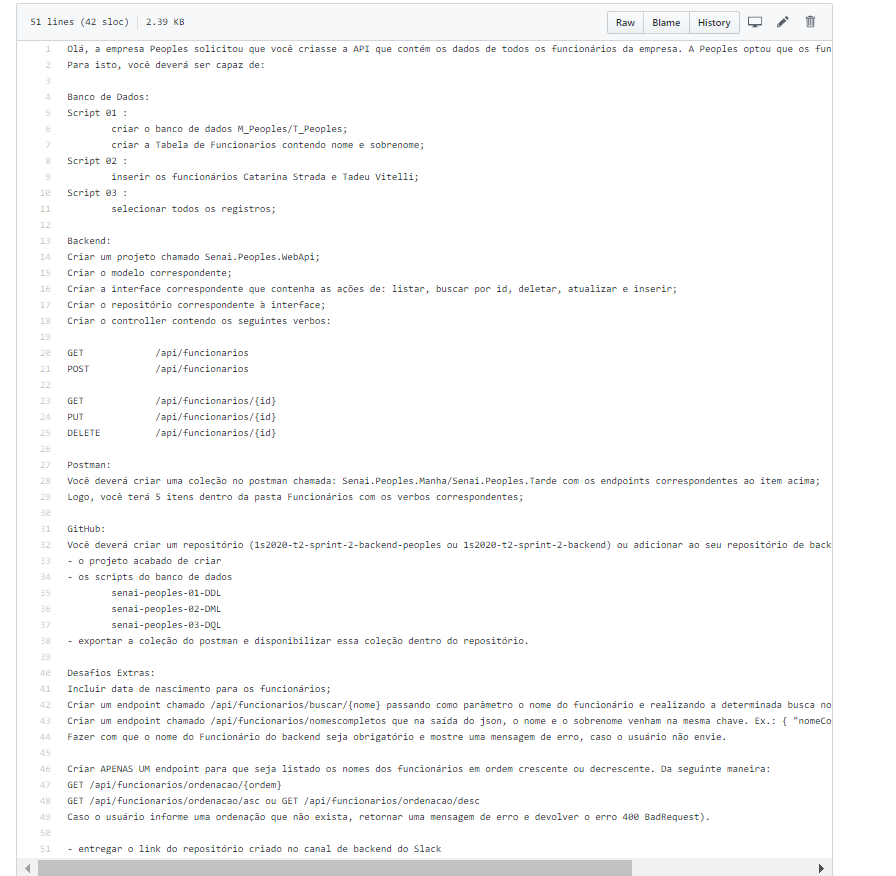 51 lines (42 sloc) 2.39 KB Raw Blame History
1 Olá, a empresa Peoples solicitou que você criasse a API que contém os dados de todos os funcionários da empresa. A Peoples optou que os fun
2 Para isto, você deverá ser capaz de:
3
4 Banco de Dados:
5 Script 01 :
6 criar o banco de dados M_Peoples/T_Peoples;
7 criar a Tabela de Funcionarios contendo nome e sobrenome;
8 Script 02 :
9 inserir os funcionários Catarina Strada e Tadeu Vitelli;
10 Script 03 :
11 selecionar todos os registros;
12
13 Backend:
14 Criar um projeto chamado Senai.Peoples.WebApi;
15 Criar o modelo correspondente;
16 Criar a interface correspondente que contenha as ações de: listar, buscar por id, deletar, atualizar e inserir;
17 Criar o repositório correspondente à interface;
18 Criar o controller contendo os seguintes verbos:
19
20 GET /api/funcionarios
21 POST /api/funcionarios
22
23 GET /api/funcionarios/{id}
24 PUT /api/funcionarios/{id}
25 DELETE /api/funcionarios/{id}
26
27 Postman:
28 Você deverá criar uma coleção no postman chamada: Senai.Peoples.Manha/Senai.Peoples.Tarde com os endpoints correspondentes ao item acima;
29 Logo, você terá 5 itens dentro da pasta Funcionários com os verbos correspondentes;
30
31 GitHub:
32 Você deverá criar um repositório (1s2020-t2-sprint-2-backend-peoples ou 1s2020-t2-sprint-2-backend) ou adicionar ao seu repositório de back
33 - o projeto acabado de criar
34 - os scripts do banco de dados
35 senai-peoples-01-DDL
36 senai-peoples-02-DML
37 senai-peoples-03-DQL
38 - exportar a coleção do postman e disponibilizar essa coleção dentro do repositório.
39
40 Desafios Extras:
41 Incluir data de nascimento para os funcionários;
42 Criar um endpoint chamado /api/funcionarios/buscar/{nome} passando como parâmetro o nome do funcionário e realizando a determinada busca no
43 Criar um endpoint chamado /api/funcionarios/nomescompletos que na saída do json, o nome e o sobrenome venham na mesma chave. Ex.: { "nomeCo
44 Fazer com que o nome do Funcionário do backend seja obrigatório e mostre uma mensagem de erro, caso o usuário não envie.
45
46 Criar APENAS UM endpoint para que seja listado os nomes dos funcionários em ordem crescente ou decrescente. Da seguinte maneira:
47 GET /api/funcionarios/ordenacao/{ordem}
48 GET /api/funcionarios/ordenacao/asc ou GET /api/funcionarios/ordenacao/desc
49 Caso o usuário informe uma ordenação que não exista, retornar uma mensagem de erro e devolver o erro 400 BadRequest).
50
51 - entregar o link do repositório criado no canal de backend do Slack